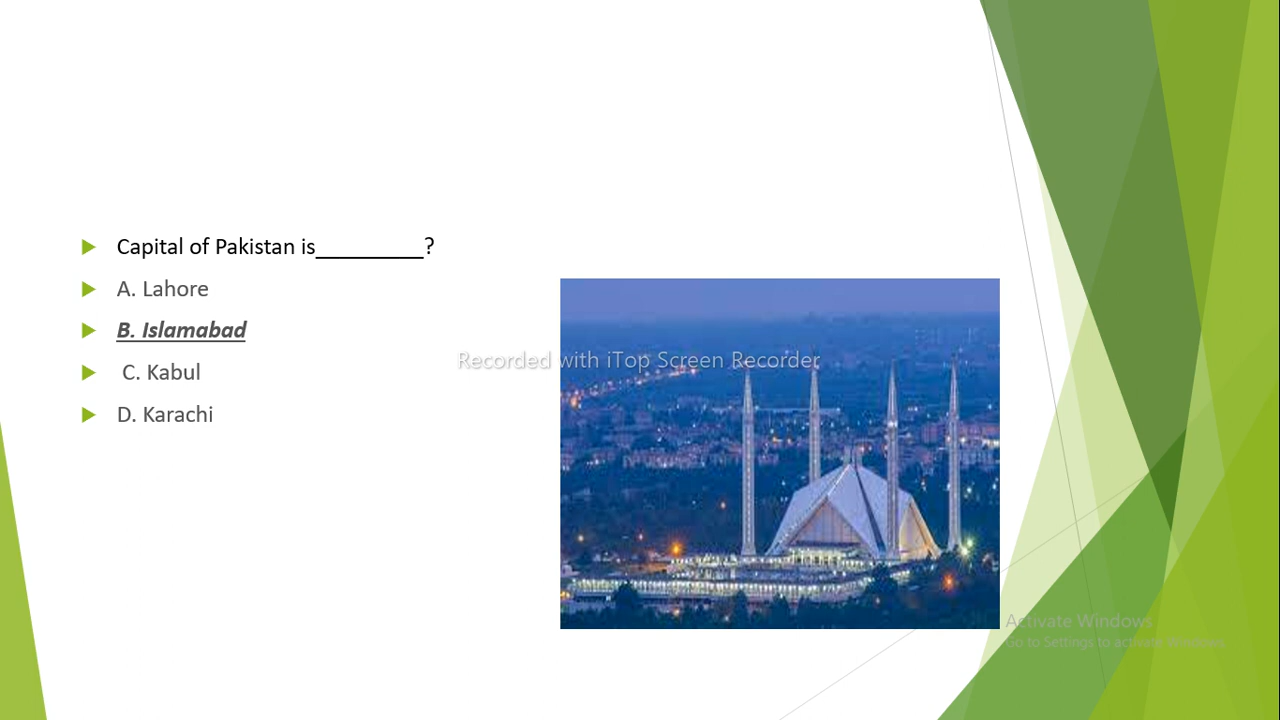 Capital of Pakistan is_________?
A. Lahore
B. Islamabad
C. Kabul
D. Karachi
Recorded with iTop Screen Recorder
Activate Windows
Go to Settings to activate Windows.